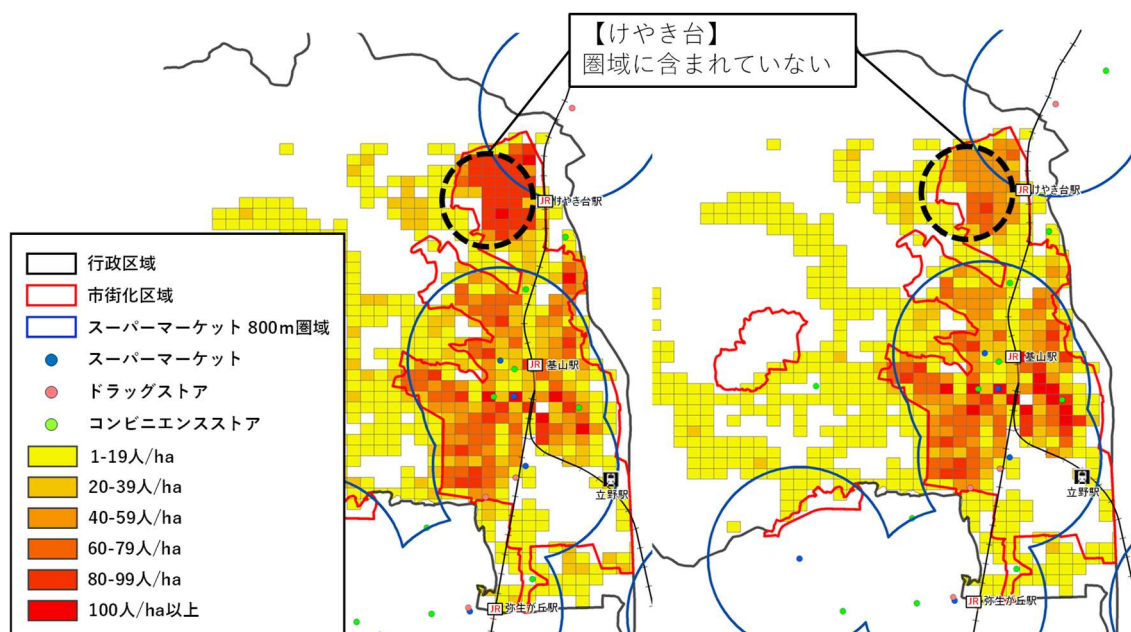 【けやき台】
圏域に含まれていない
JR けやき台駅
JR 基山駅
立野駅
JR 弥生が丘駅
JR けやき台駅
JR 基山駅
立野駅
JR 弥生が丘駅
行政区域
市街化区域
スーパーマーケット 800m圏域
スーパーマーケット
ドラッグストア
コンビニエンスストア
1-19人/ha
20-39人/ha
40-59人/ha
60-79人/ha
80-99人/ha
100人/ha以上